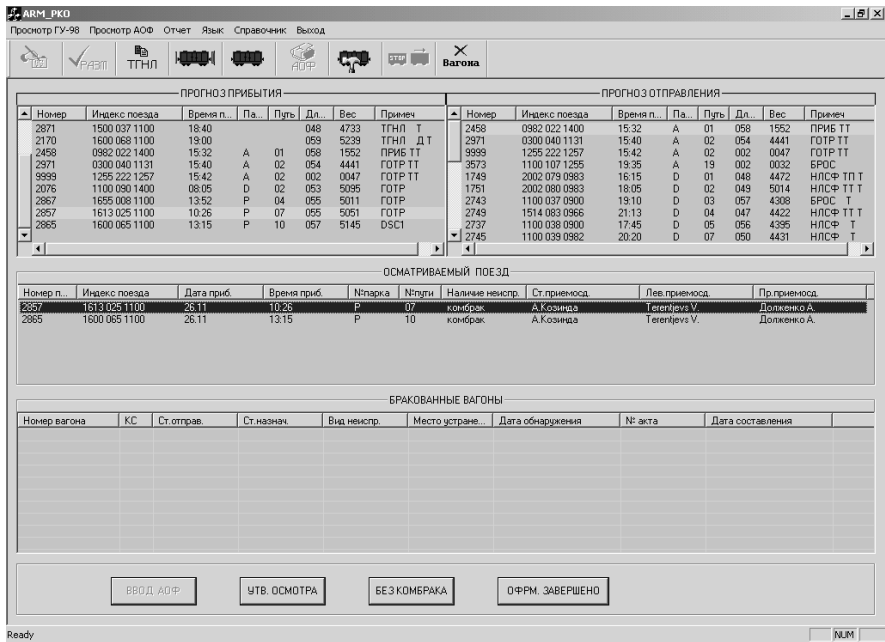 ARM_PKO
Просмотр ГУ-98 Просмотр АОФ Отчет Язык Справочник Выход
РАЗМ ТГНЛ АОФ STOP Вагона
ПРОГНОЗ ПРИБЫТИЯ
Номер Индекс поезда Время п... Па... Путь Дл... Вес Примеч
2871 1500 037 1100 18:40 048 4733 ТГНЛ Т
2170 1600 068 1100 19:00 059 5239 ТГНЛ Д Т
2458 0982 022 1400 15:32 А 01 058 1552 ПРИБ ТТ
2971 0300 040 1131 15:40 А 02 054 4441 ГОТР ТТ
9999 1255 222 1257 15:42 А 02 002 0047 ГОТР ТТ
2076 1100 090 1400 08:05 D 02 053 5095 ГОТР
2867 1655 008 1100 13:52 P 04 055 5011 ГОТР
2857 1613 025 1100 10:26 P 07 055 5051 ГОТР
2865 1600 065 1100 13:15 P 10 057 5145 DSC1
ПРОГНОЗ ОТПРАВЛЕНИЯ
Номер Индекс поезда Время п... Па... Путь Дл... Вес Примеч
2458 0982 022 1400 15:32 А 01 058 1552 ПРИБ ТТ
2971 0300 040 1131 15:40 А 02 054 4441 ГОТР ТТ
9999 1255 222 1257 15:42 А 02 002 0047 ГОТР ТТ
3573 1100 107 1255 19:35 А 19 002 0032 БРОС
1749 2002 079 0983 16:15 D 01 048 4472 НЛСФ ТП Т
1751 2002 080 0983 18:05 D 02 049 5014 НЛСФ ТТ Т
2743 1100 037 0900 19:10 D 03 057 4308 БРОС Т
2749 1514 083 0966 21:13 D 04 047 4422 НЛСФ ТТ Т
2737 1100 038 0900 17:45 D 05 056 4395 НЛСФ Т
2745 1100 039 0982 20:20 D 07 050 4431 НЛСФ Т
ОСМАТРИВАЕМЫЙ ПОЕЗД
Номер п... Индекс поезда Дата приб. Время приб. №парка №пути Наличие неиспр. Ст.приемосд. Лев.приемосд. Пр.приемосд.
2857 1613 025 1100 26.11 10:26 P 07 комбрак А.Козинда Terentjevs V. Долженко А.
2865 1600 065 1100 26.11 13:15 P 10 комбрак А.Козинда Terentjevs V. Долженко А.
БРАКОВАННЫЕ ВАГОНЫ
Номер вагона КС Ст.отправ. Ст.назнач. Вид неиспр. Место устране... Дата обнаружения № акта Дата составления
ВВОД АОФ УТВ. ОСМОТРА БЕЗ КОМБРАКА ОФРМ. ЗАВЕРШЕНО
Ready NUM